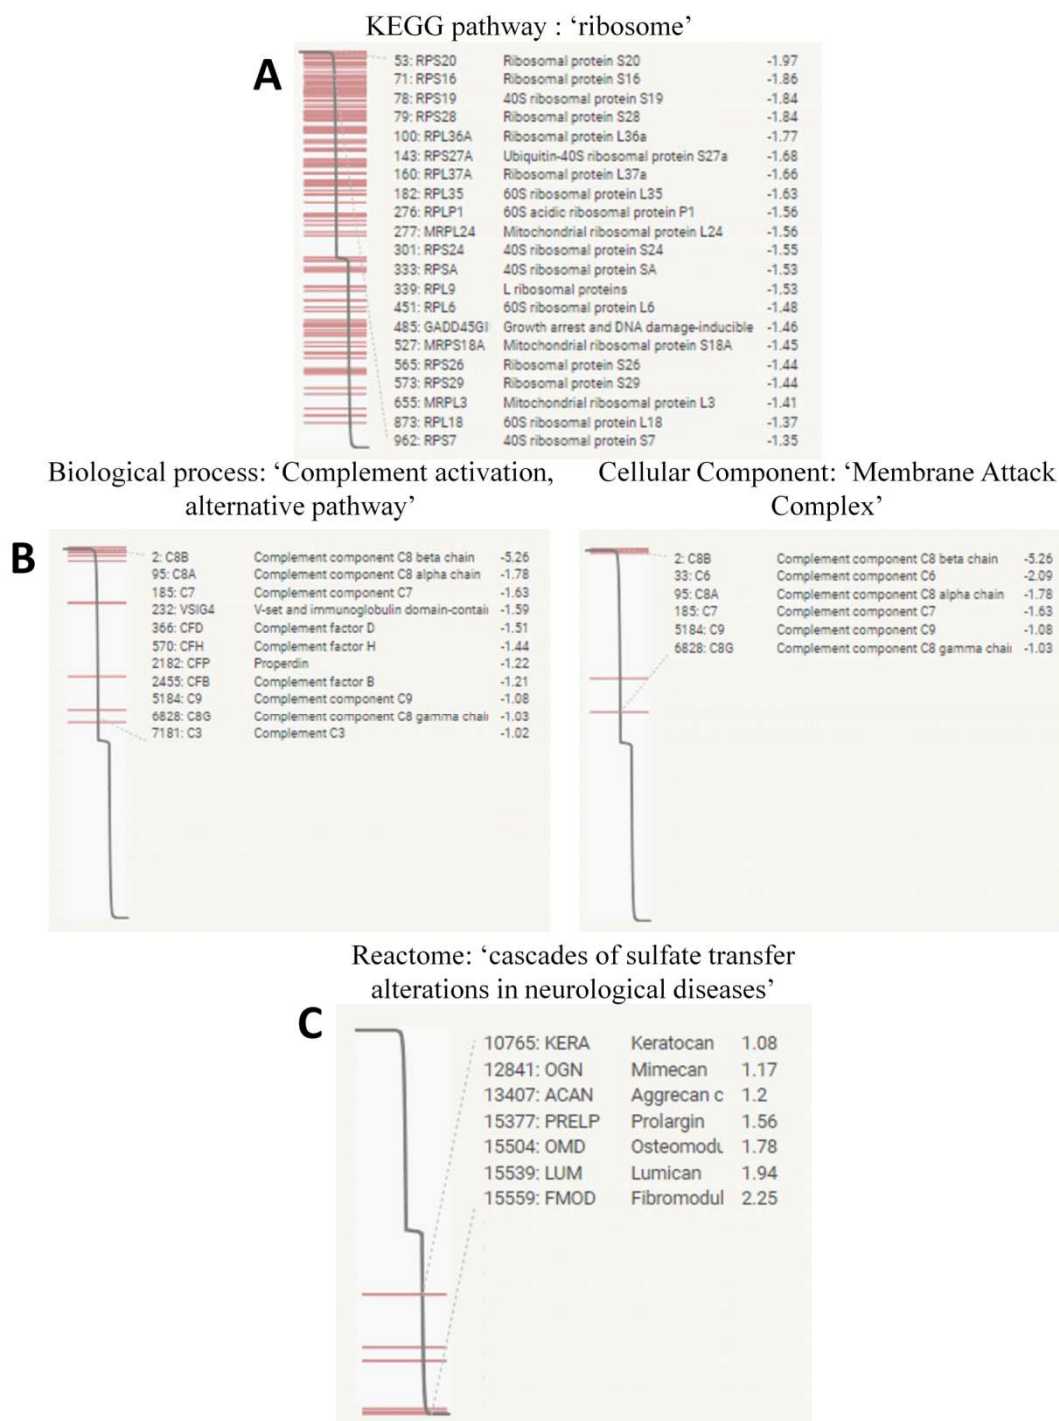 KEGG pathway : ‘ribosome’
A
53: RPS20 Ribosomal protein S20 -1.97
71: RPS16 Ribosomal protein S16 -1.86
78: RPS19 40S ribosomal protein S19 -1.84
79: RPS28 Ribosomal protein S28 -1.84
100: RPL36A Ribosomal protein L36a -1.77
143: RPS27A Ubiquitin-40S ribosomal protein S27a -1.68
160: RPL37A Ribosomal protein L37a -1.66
182: RPL35 60S ribosomal protein L35 -1.63
276: RPLP1 60S acidic ribosomal protein P1 -1.56
277: MRPL24 Mitochondrial ribosomal protein L24 -1.56
301: RPS24 40S ribosomal protein S24 -1.55
333: RPSA 40S ribosomal protein SA -1.53
339: RPL9 L ribosomal proteins -1.53
451: RPL6 60S ribosomal protein L6 -1.48
485: GADD45GI Growth arrest and DNA damage-inducible -1.46
527: MRPS18A Mitochondrial ribosomal protein S18A -1.45
565: RPS26 Ribosomal protein S26 -1.44
573: RPS29 Ribosomal protein S29 -1.44
655: MRPL3 Mitochondrial ribosomal protein L3 -1.41
873: RPL18 60S ribosomal protein L18 -1.37
962: RPS7 40S ribosomal protein S7 -1.35
Biological process: ‘Complement activation,
alternative pathway’
B
2: C8B Complement component C8 beta chain -5.26
95: C8A Complement component C8 alpha chain -1.78
185: C7 Complement component C7 -1.63
232: VSIG4 V-set and immunoglobulin domain-contai -1.59
366: CFD Complement factor D -1.51
570: CFH Complement factor H -1.44
2182: CFP Properdin -1.22
2455: CFB Complement factor B -1.21
5184: C9 Complement component C9 -1.08
6828: C8G Complement component C8 gamma chai -1.03
7181: C3 Complement C3 -1.02
Cellular Component: ‘Membrane Attack
Complex’
2: C8B Complement component C8 beta chain -5.26
33: C6 Complement component C6 -2.09
95: C8A Complement component C8 alpha chain -1.78
185: C7 Complement component C7 -1.63
5184: C9 Complement component C9 -1.08
6828: C8G Complement component C8 gamma chai -1.03
Reactome: ‘cascades of sulfate transfer
alterations in neurological diseases’
C
10765: KERA Keratocan 1.08
12841: OGN Mimecan 1.17
13407: ACAN Aggrecan c 1.2
15377: PRELP Prolargin 1.56
15504: OMD Osteomodu 1.78
15539: LUM Lumican 1.94
15559: FMOD Fibromodul 2.25